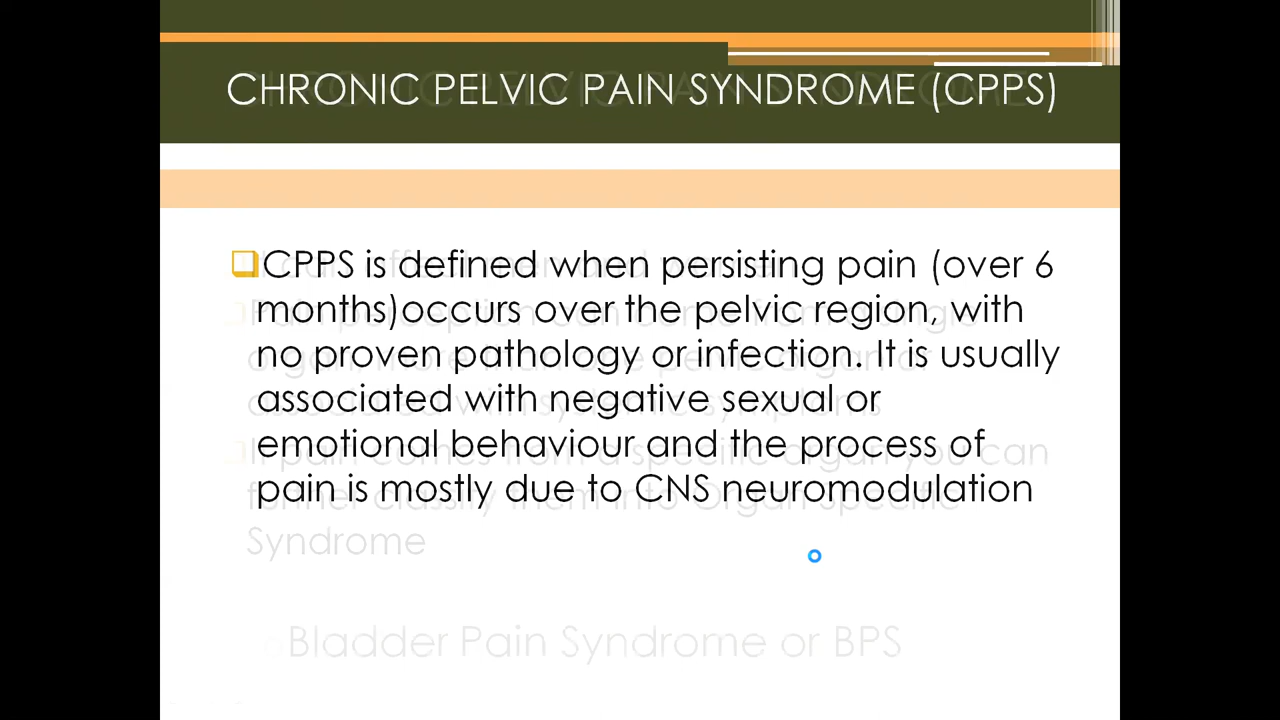 CHRONIC PELVIC PAIN SYNDROME (CPPS)
CPPS is defined when persisting pain (over 6
months)occurs over the pelvic region, with
no proven pathology or infection. It is usually
associated with negative sexual or
emotional behaviour and the process of
pain is mostly due to CNS neuromodulation
Syndrome
Bladder Pain Syndrome or BPS